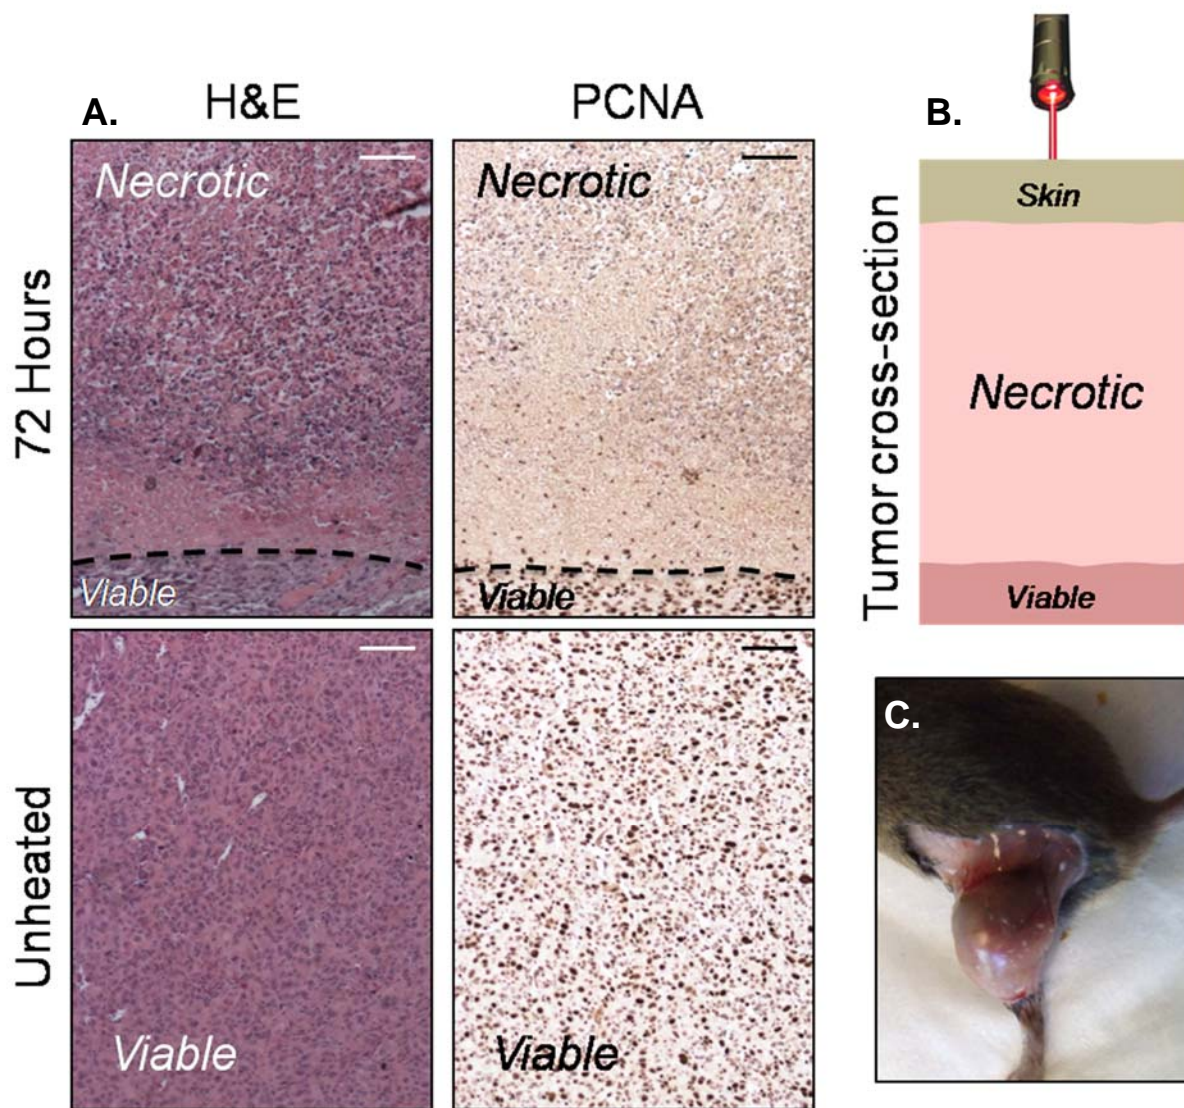 A.
H&E
PCNA
B.
72 Hours
Necrotic
Necrotic
Viable
Viable
Tumor cross-section
Skin
Necrotic
Viable
Unheated
Viable
Viable
C.